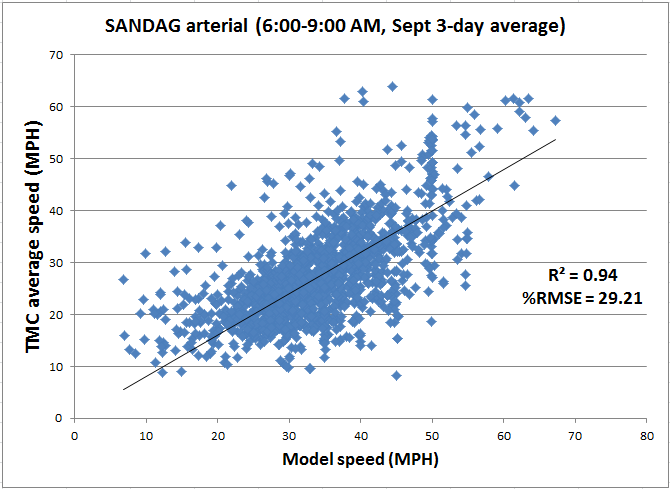 SANDAG arterial (6:00-9:00 AM, Sept 3-day average)
TMC average speed (MPH)
70
60
50
40
30
20
10
0
R² = 0.94
%RMSE = 29.21
0 10 20 30 40 50 60 70 80
Model speed (MPH)